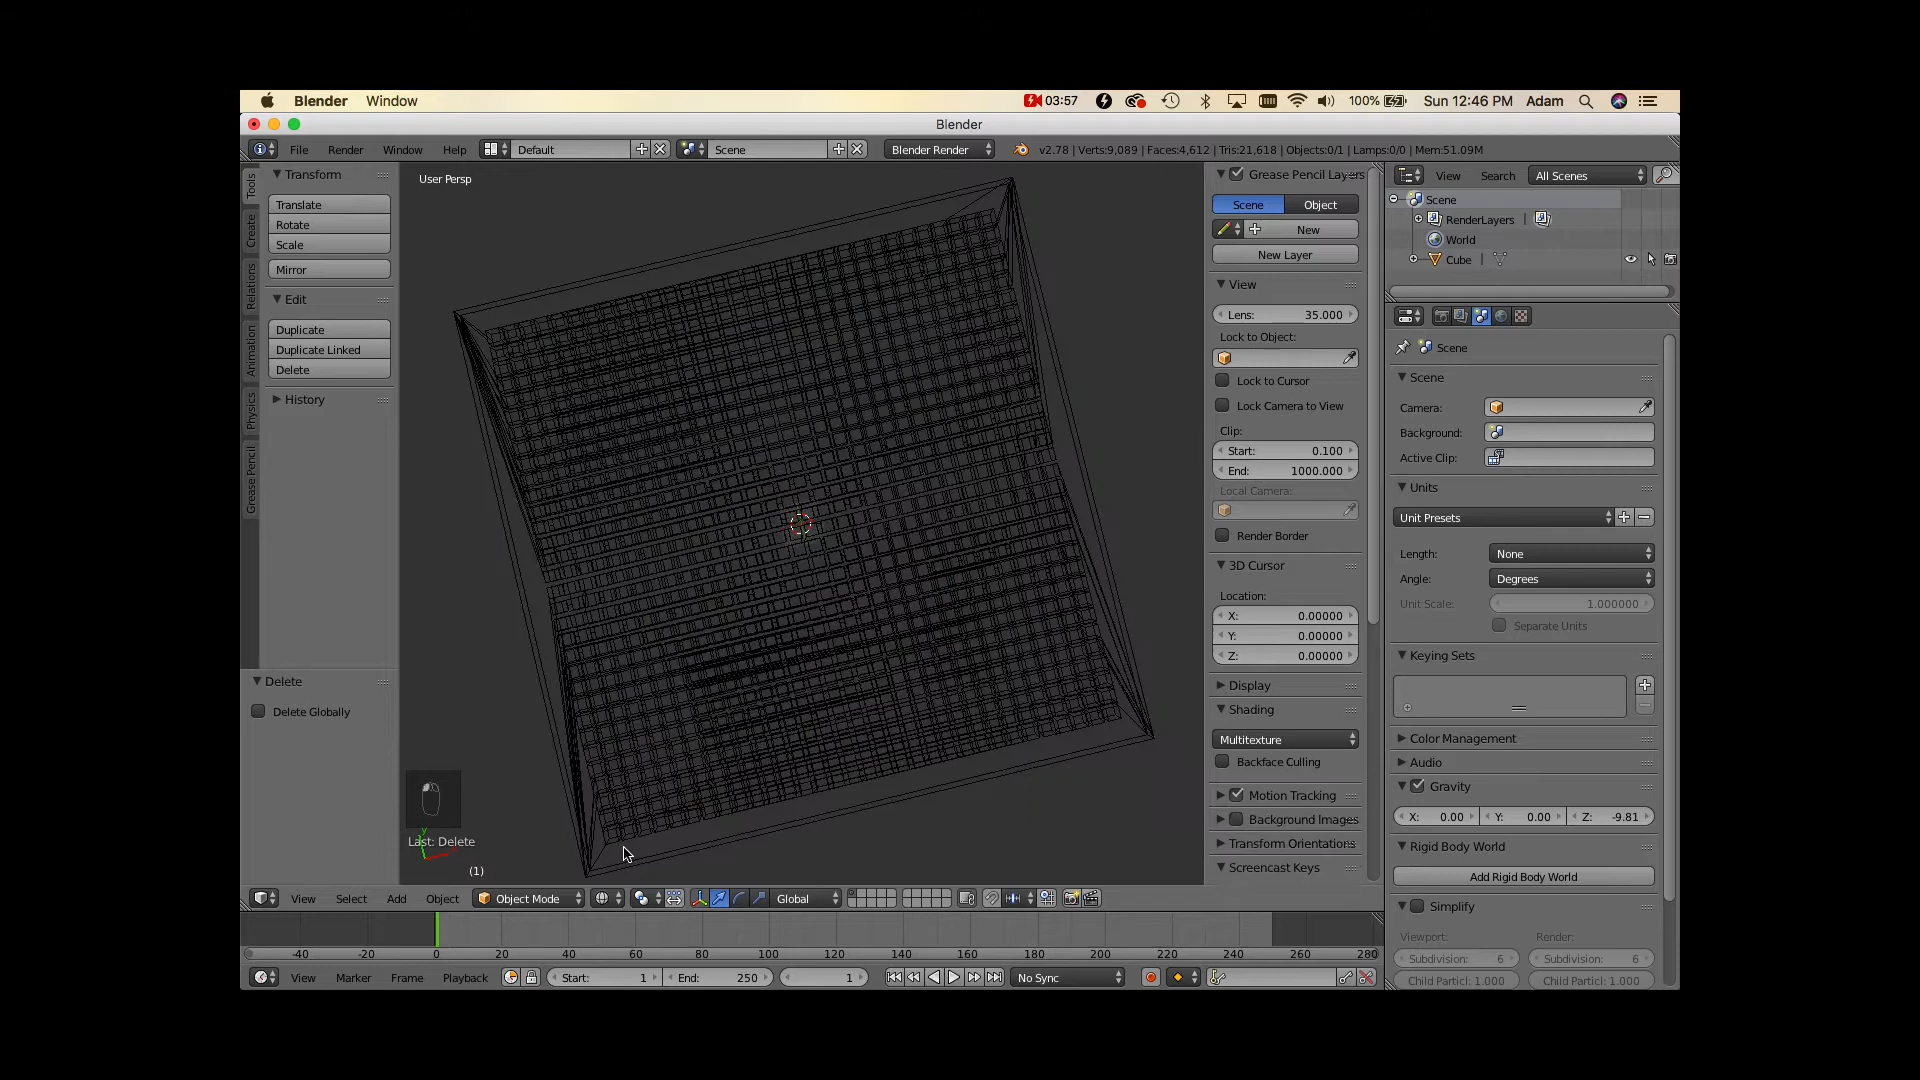 Blender Window 03:57 100% Sun 12:46 PM Adam
Blender
File Render Window Help Default Scene Blender Render v2.78 | Verts:9,089 | Faces:4,612 | Tris:21,618 | Objects:0/1 | Lamps:0/0 | Mem:51.09M
Tools
Create
Relations
Animation
Physics
Grease Pencil
Transform
Translate
Rotate
Scale
Mirror
Edit
Duplicate
Duplicate Linked
Delete
History
Delete
Delete Globally
User Persp
Last: Delete
y
(1)
Grease Pencil Layers
Scene Object
New
New Layer
View
Lens: 35.000
Lock to Object:
Lock to Cursor
Lock Camera to View
Clip:
Start: 0.100
End: 1000.000
Local Camera:
Render Border
3D Cursor
Location:
X: 0.00000
Y: 0.00000
Z: 0.00000
Display
Shading
Multitexture
Backface Culling
Motion Tracking
Background Images
Transform Orientations
Screencast Keys
View Search All Scenes
Scene
RenderLayers |
World
Cube |
Scene
Scene
Camera:
Background:
Active Clip:
Units
Unit Presets
Length: None
Angle: Degrees
Unit Scale: 1.000000
Separate Units
Keying Sets
Color Management
Audio
Gravity
X: 0.00 Y: 0.00 Z: -9.81
Rigid Body World
Add Rigid Body World
Simplify
Viewport: Render:
Subdivision: 6 Subdivision: 6
Child Particl: 1.000 Child Particl: 1.000
View Select Add Object Object Mode Global
-40 -20 0 20 40 60 80 100 120 140 160 180 200 220 240 260 280
View Marker Frame Playback Start: 1 End: 250 1 No Sync